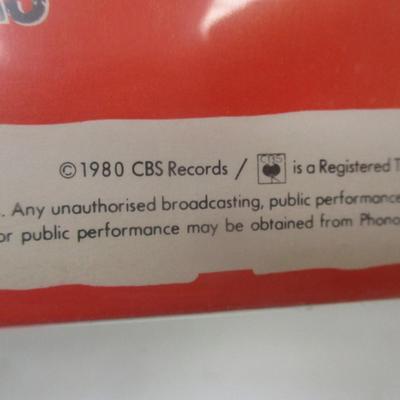 © 1980 CBS Records / CBS is a Registered T
. Any unauthorised broadcasting, public performance
or public performance may be obtained from Phono